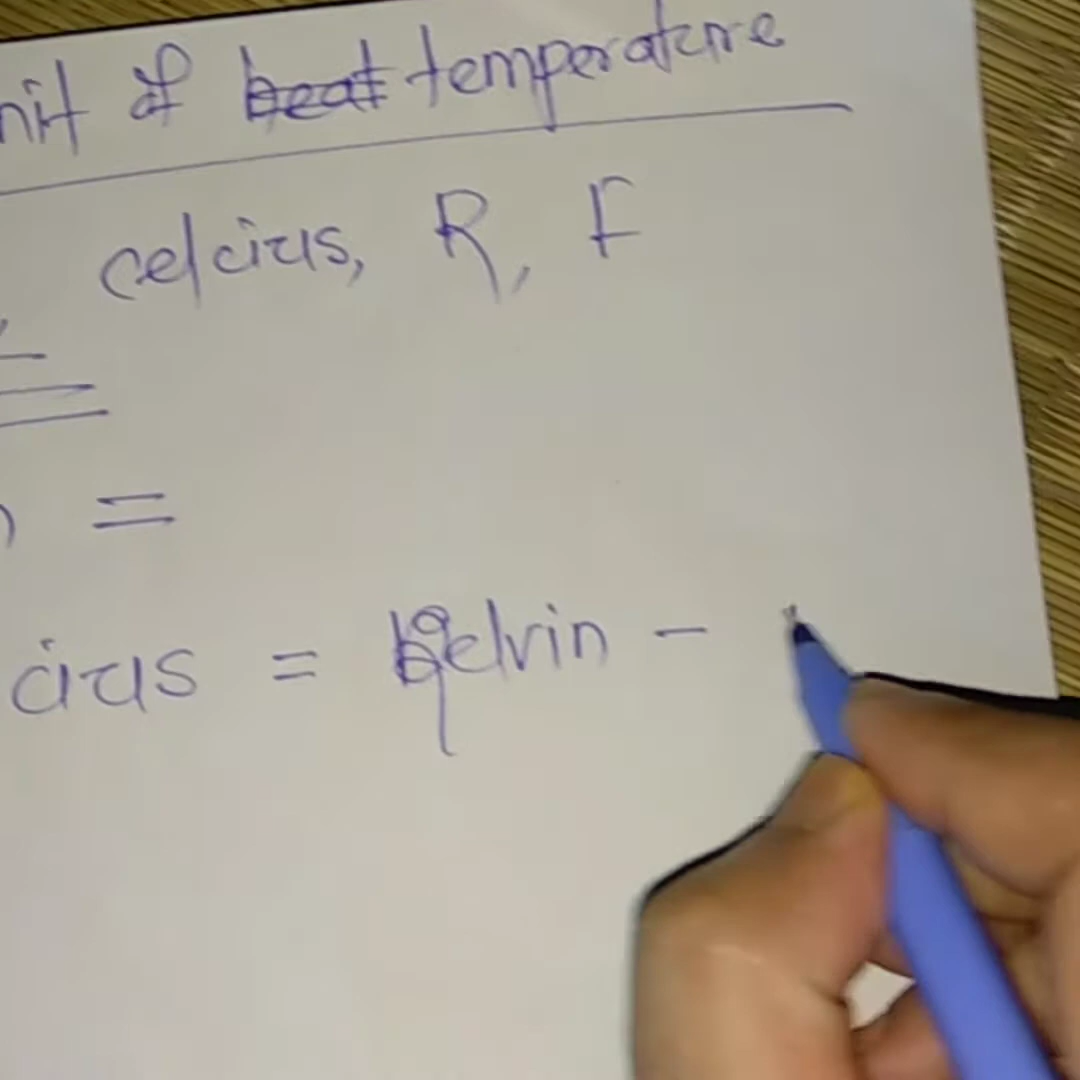 nit of heat temperature
celcius, R, F
=
cius = kelvin –